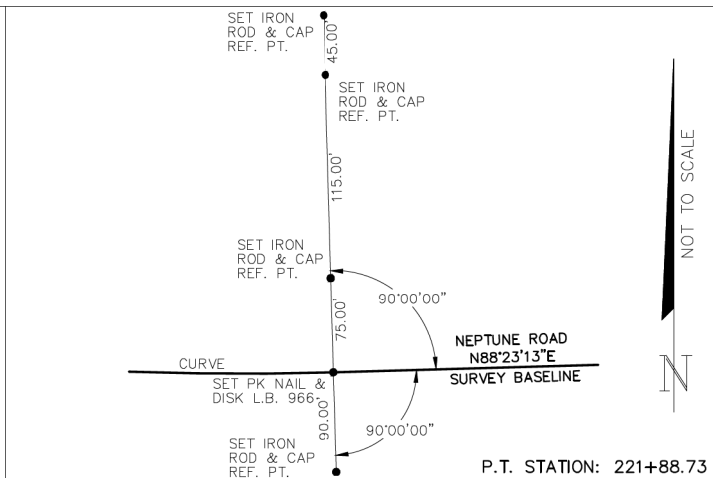 SET IRON
ROD & CAP
REF. PT.
45.00'
SET IRON
ROD & CAP
REF. PT.
115.00'
NOT TO SCALE
SET IRON
ROD & CAP
REF. PT.
90°00'00"
75.00'
NEPTUNE ROAD
N88°23'13"E
CURVE
SURVEY BASELINE
SET PK NAIL &
DISK L.B. 966-
N
90.00'
90°00'00"
SET IRON
ROD & CAP
REF. PT.
P.T. STATION: 221+88.73